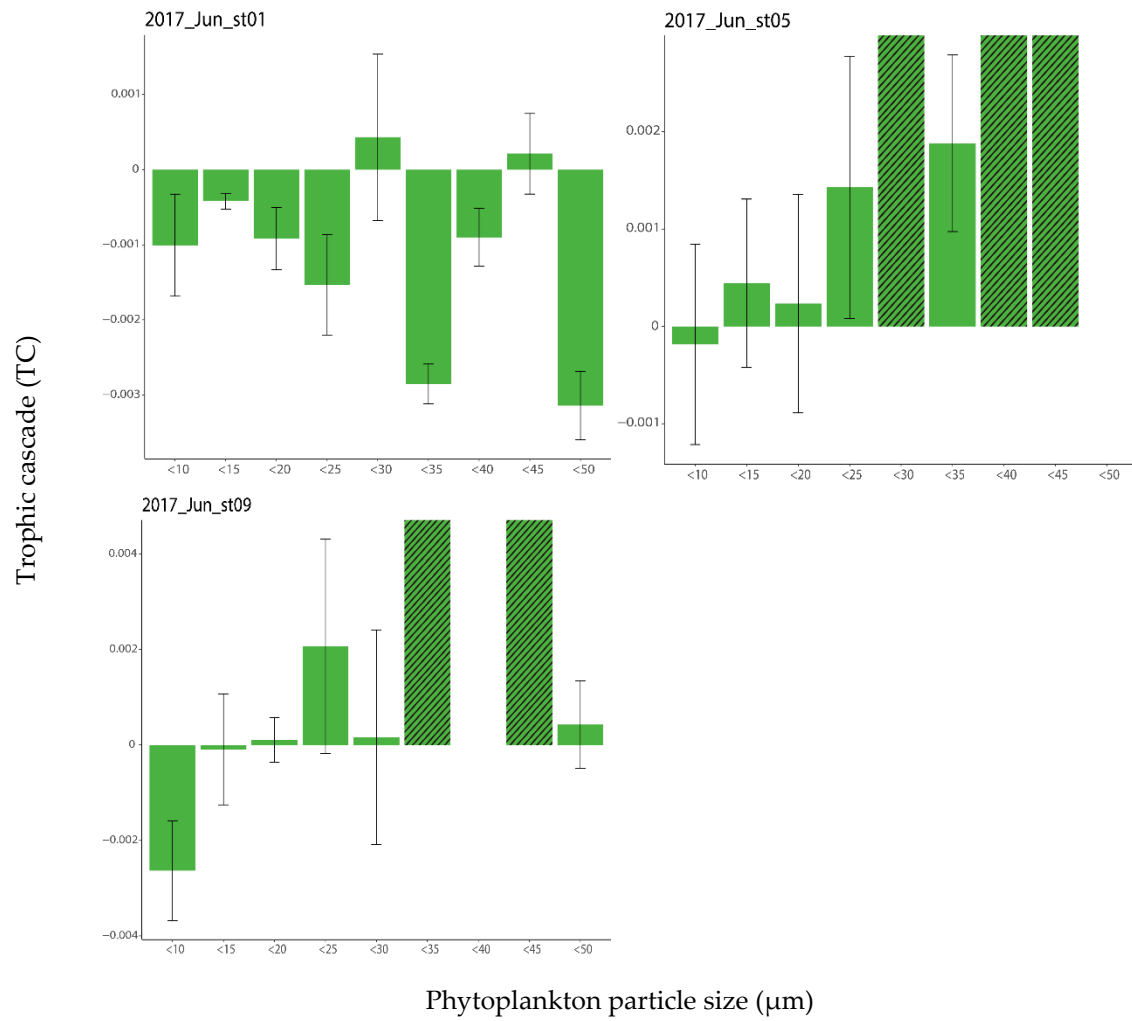 2017_Jun_st01
0.001
0
−0.001
−0.002
−0.003
<10 <15 <20 <25 <30 <35 <40 <45 <50
2017_Jun_st05
0.002
0.001
0
−0.001
<10 <15 <20 <25 <30 <35 <40 <45 <50
2017_Jun_st09
0.004
0.002
0
−0.002
−0.004
<10 <15 <20 <25 <30 <35 <40 <45 <50
Trophic cascade (TC)
Phytoplankton particle size (μm)